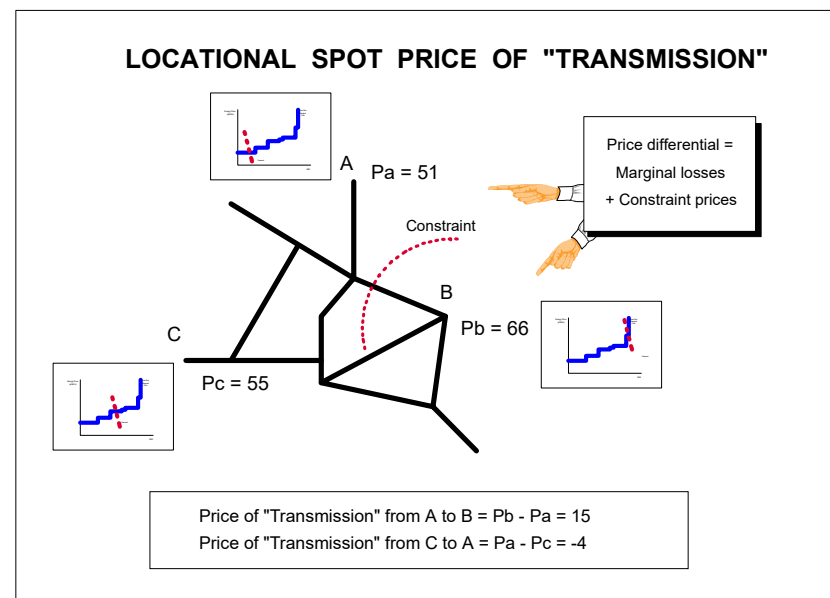 LOCATIONAL SPOT PRICE OF "TRANSMISSION"
A
Pa = 51
Price differential =
Marginal losses
+ Constraint prices
Constraint
B
Pb = 66
C
Pc = 55
Price of "Transmission" from A to B = Pb - Pa = 15
Price of "Transmission" from C to A = Pa - Pc = -4